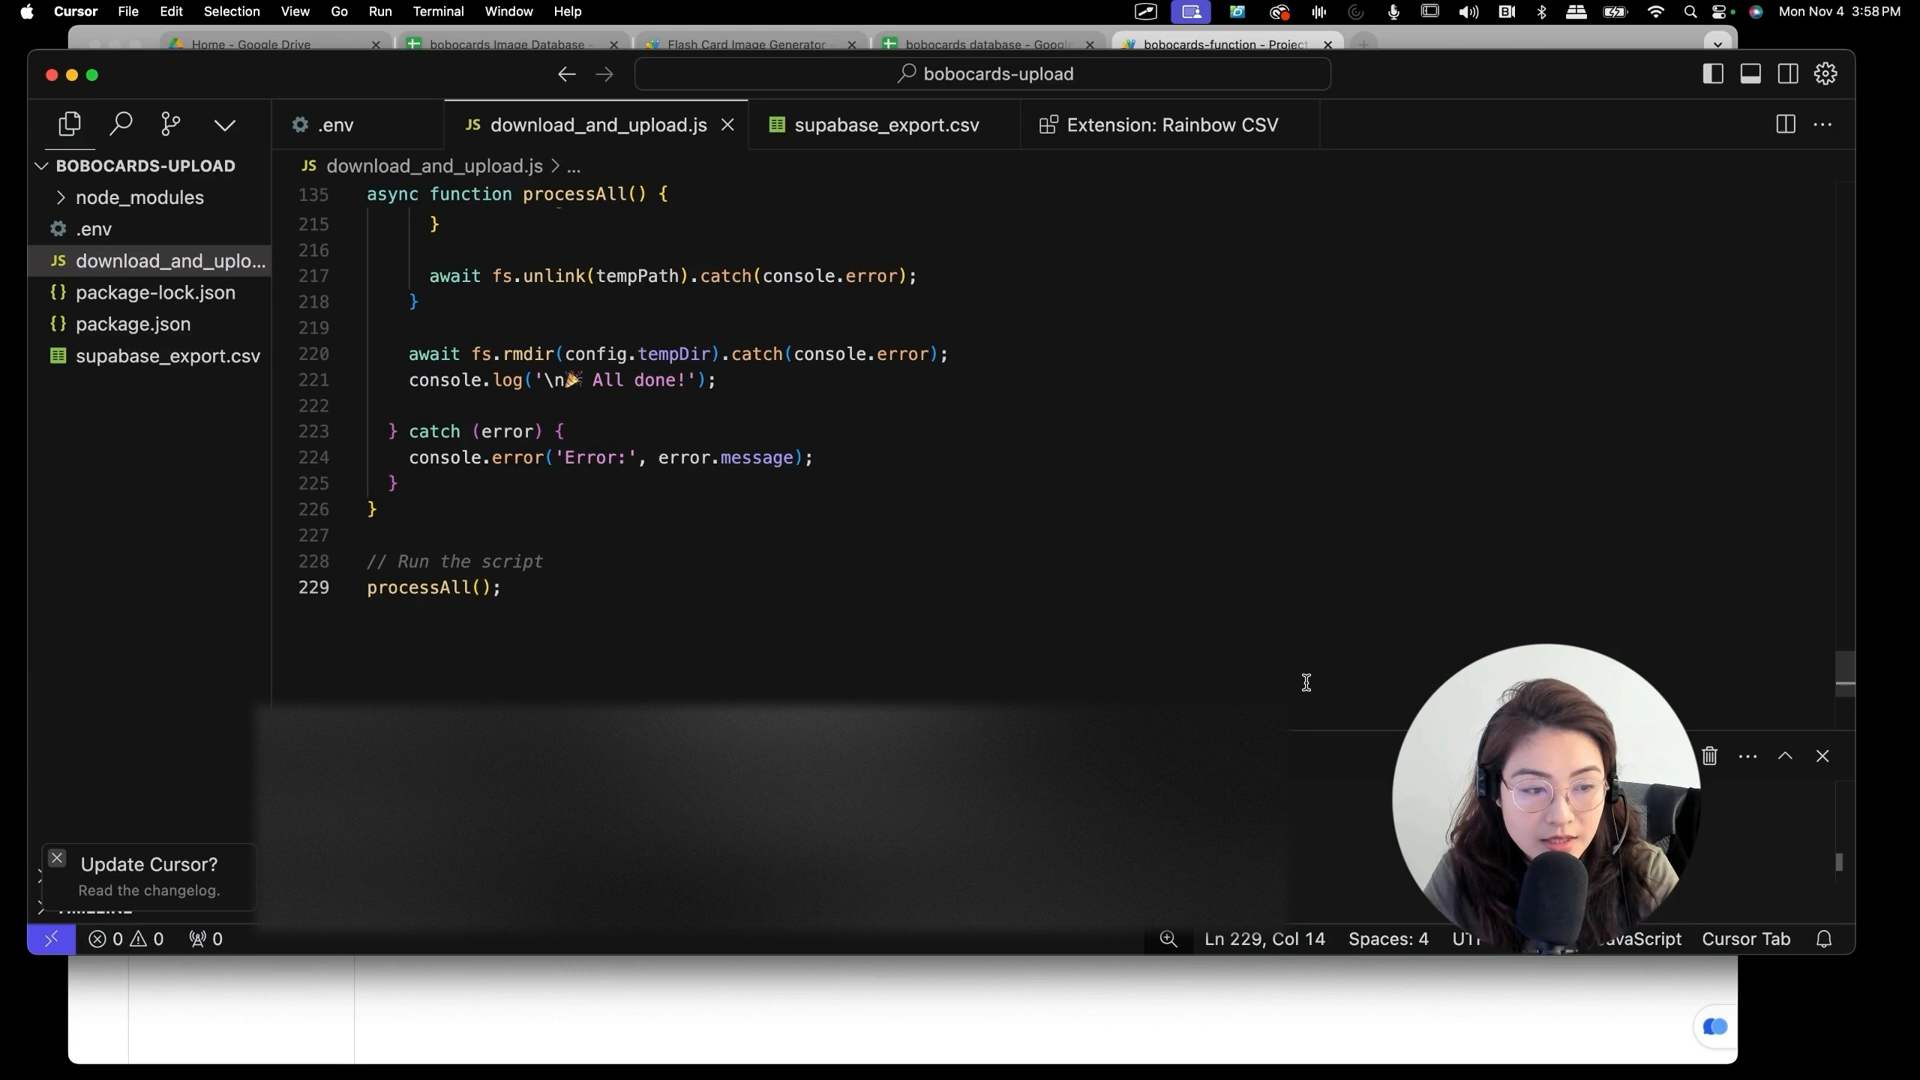 Cursor File Edit Selection View Go Run Terminal Window Help Mon Nov 4 3:58 PM
Home - Google Drive bobocards Image Database - Flash Card Image Generator bobocards database - Google bobocards-function - Project
bobocards-upload
.env JS download_and_upload.js supabase_export.csv Extension: Rainbow CSV
BOBOCARDS-UPLOAD
node_modules
.env
JS download_and_uplo...
{} package-lock.json
{} package.json
supabase_export.csv
JS download_and_upload.js > ...
135 async function processAll() {
215 }
216
217 await fs.unlink(tempPath).catch(console.error);
218 }
219
220 await fs.rmdir(config.tempDir).catch(console.error);
221 console.log('\n🎉 All done!');
222
223 } catch (error) {
224 console.error('Error:', error.message);
225 }
226 }
227
228 // Run the script
229 processAll();
Update Cursor?
Read the changelog.
0 0 0 Ln 229, Col 14 Spaces: 4 JavaScript Cursor Tab